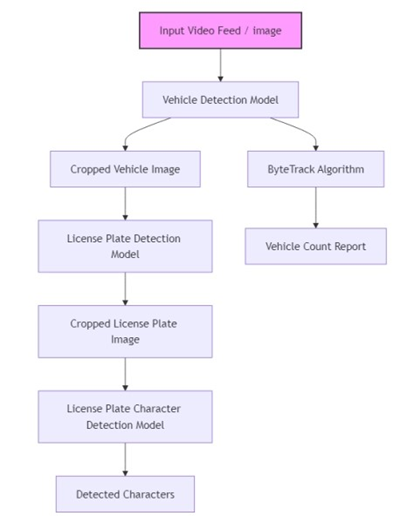 Input Video Feed / image
Vehicle Detection Model
Cropped Vehicle Image
ByteTrack Algorithm
License Plate Detection
Model
Vehicle Count Report
Cropped License Plate
Image
License Plate Character
Detection Model
Detected Characters